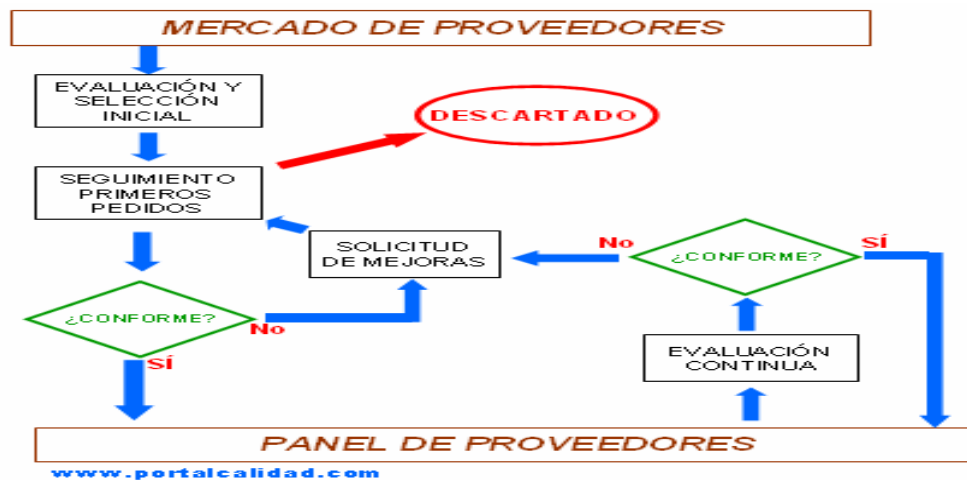 MERCADO DE PROVEEDORES
EVALUACIÓN Y
SELECCIÓN
INICIAL
DESCARTADO
SEGUIMIENTO
PRIMEROS
PEDIDOS
SOLICITUD
DE MEJORAS
No
¿CONFORME?
SÍ
¿CONFORME?
No
SÍ
EVALUACIÓN
CONTINUA
PANEL DE PROVEEDORES
www.portalcalidad.com